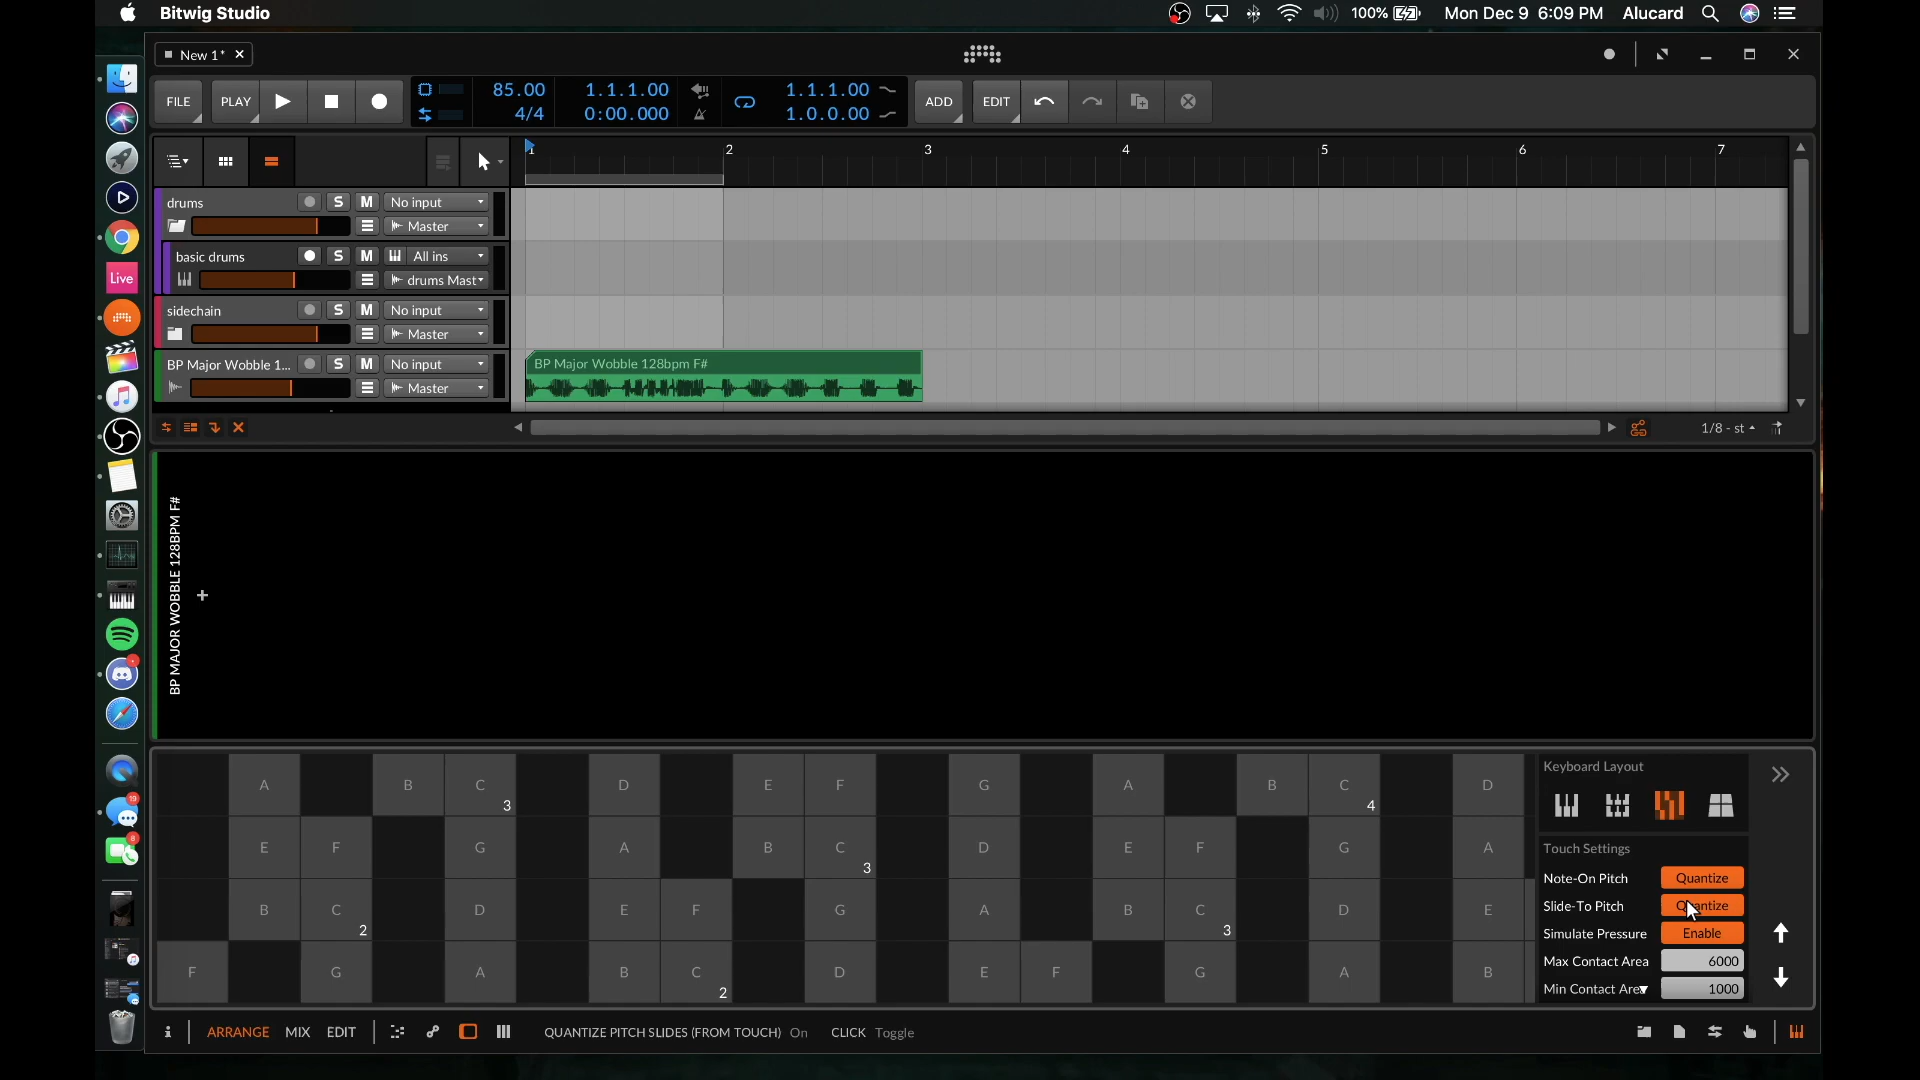 Bitwig Studio
100% Mon Dec 9 6:09 PM Alucard
New 1*
FILE PLAY 85.00 1.1.1.00 1.1.1.00 ADD EDIT
4/4 0:00.000 1.0.0.00
1 2 3 4 5 6 7
drums S M No input
Master
basic drums S M All ins
drums Mast
sidechain S M No input
Master
BP Major Wobble 1... S M No input
Master
BP Major Wobble 128bpm F#
Live
1/8 - st
BP MAJOR WOBBLE 128BPM F#
A B C 3 D E F G A B C 4 D
E F G A B C 3 D E F G A
B C 2 D E F G A B C 3 D E
F G A B C 2 D E F G A B
Keyboard Layout
Touch Settings
Note-On Pitch Quantize
Slide-To Pitch Quantize
Simulate Pressure Enable
Max Contact Area 6000
Min Contact Area 1000
19
8
i ARRANGE MIX EDIT QUANTIZE PITCH SLIDES (FROM TOUCH) On CLICK Toggle